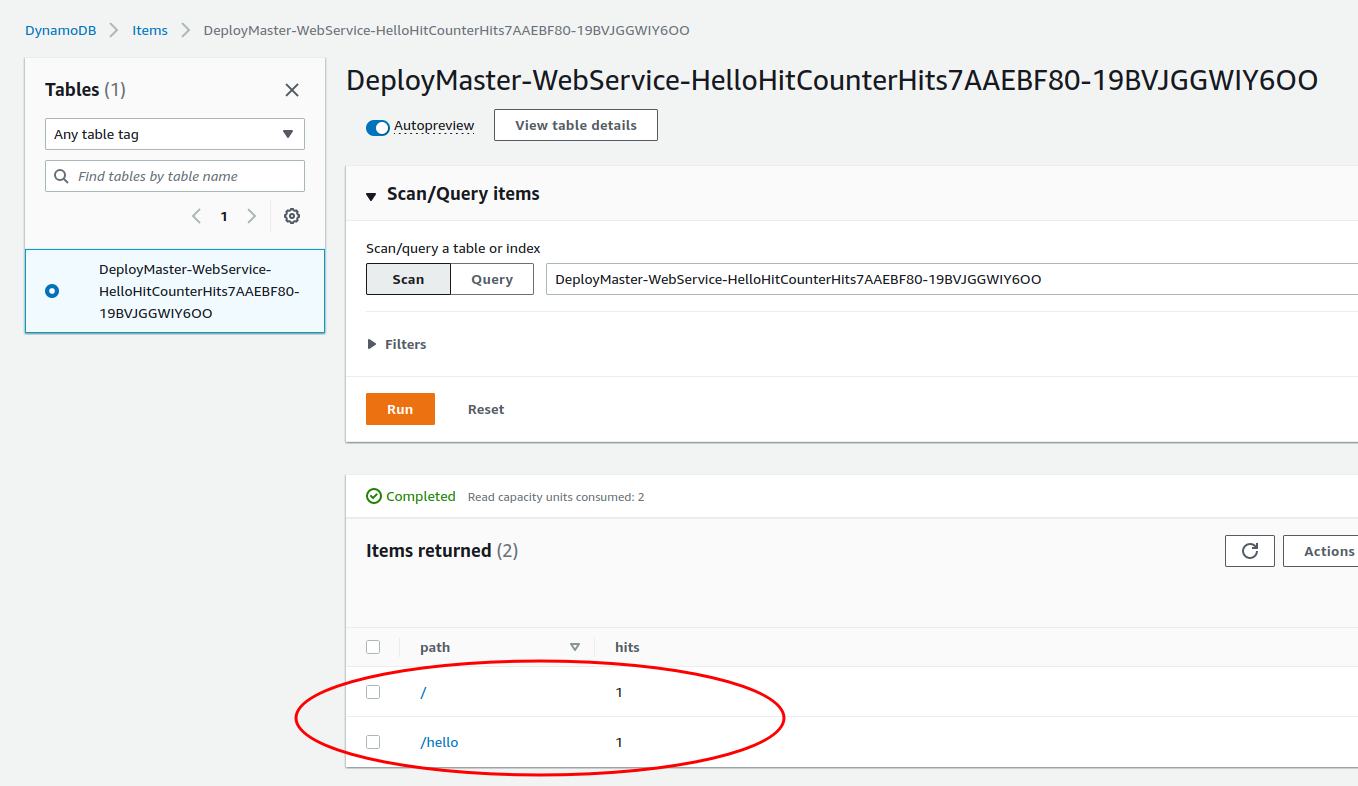 DynamoDB > Items > DeployMaster-WebService-HelloHitCounterHits7AAEBF80-19BVJGGWIY6OO
Tables (1)
Any table tag
Find tables by table name
1
DeployMaster-WebService-
HelloHitCounterHits7AAEBF80-
19BVJGGWIY6OO
DeployMaster-WebService-HelloHitCounterHits7AAEBF80-19BVJGGWIY6OO
Autopreview
View table details
Scan/Query items
Scan/query a table or index
Scan Query DeployMaster-WebService-HelloHitCounterHits7AAEBF80-19BVJGGWIY6OO
Filters
Run Reset
Completed Read capacity units consumed: 2
Items returned (2)
Actions
path hits
/ 1
/hello 1